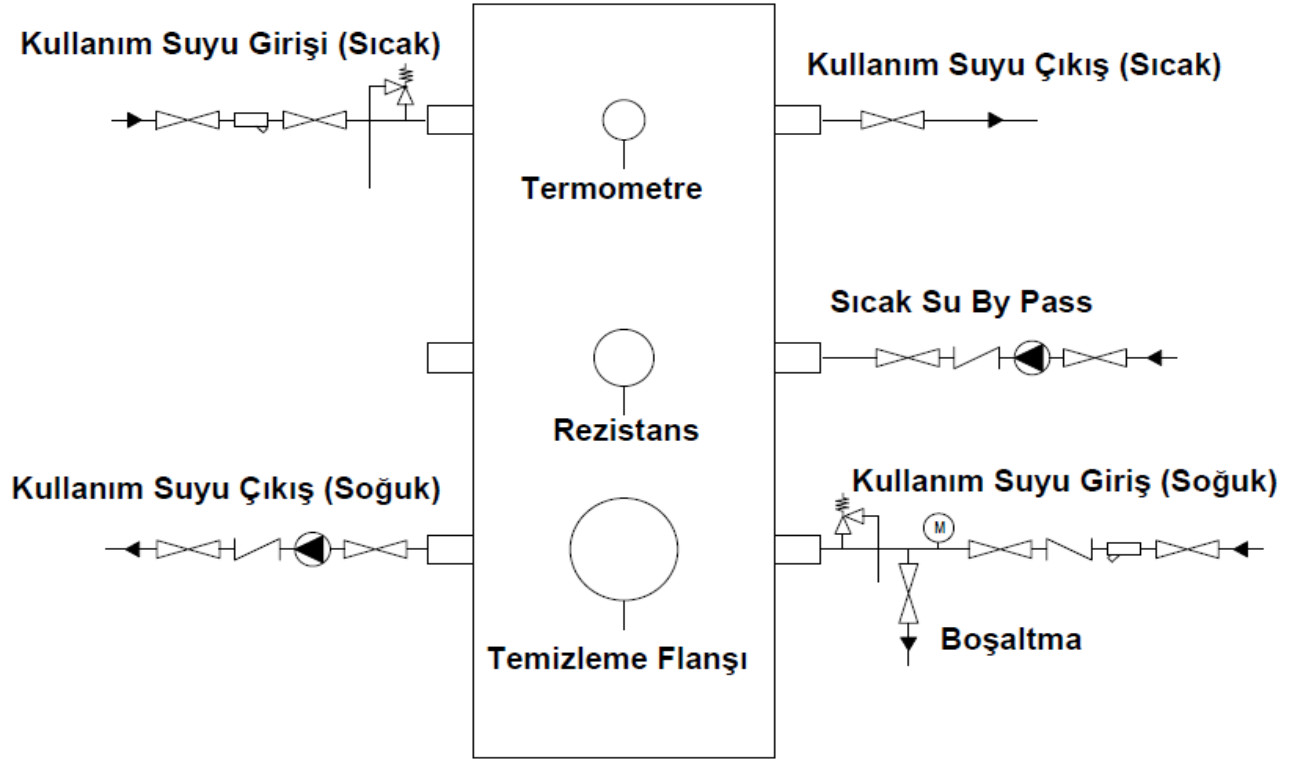 Kullanım Suyu Girişi (Sıcak)
Kullanım Suyu Çıkış (Sıcak)
Termometre
Sıcak Su By Pass
Rezistans
Kullanım Suyu Çıkış (Soğuk)
Kullanım Suyu Giriş (Soğuk)
M
Boşaltma
Temizleme Flanşı